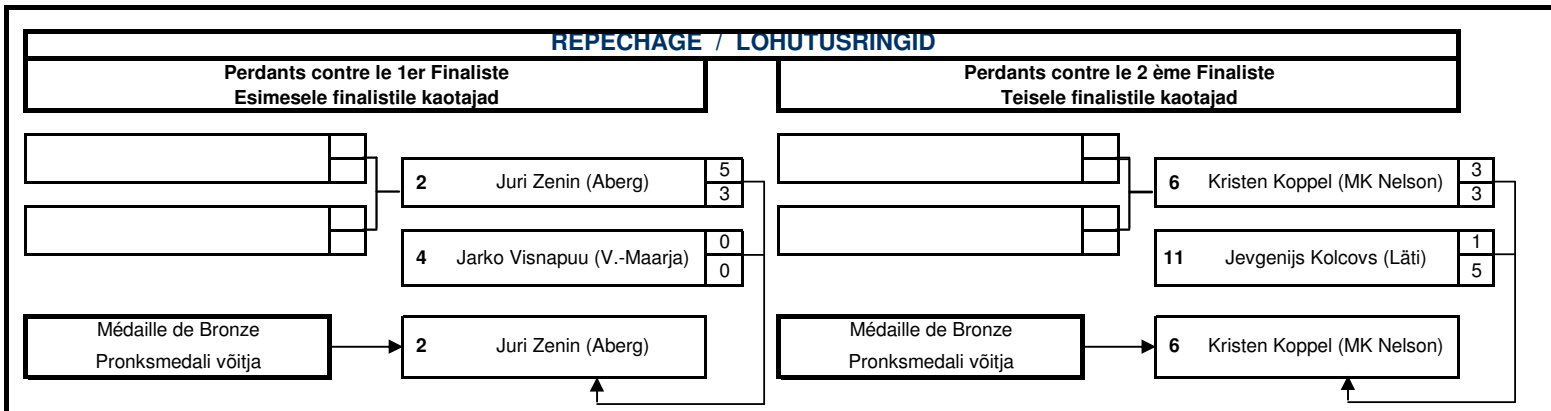 REPECHAGE / LOHUTUSRINGID
Perdants contre le 1er Finaliste
Esimesele finalistile kaotajad
Perdants contre le 2 ème Finaliste
Teisele finalistile kaotajad
2 Juri Zenin (Aberg) 5
3
4 Jarko Visnapuu (V.-Maarja) 0
0
Médaille de Bronze
Pronksmedali võitja
2 Juri Zenin (Aberg)
6 Kristen Koppel (MK Nelson) 3
3
11 Jevgenijs Kolcovs (Läti) 1
5
Médaille de Bronze
Pronksmedali võitja
6 Kristen Koppel (MK Nelson)